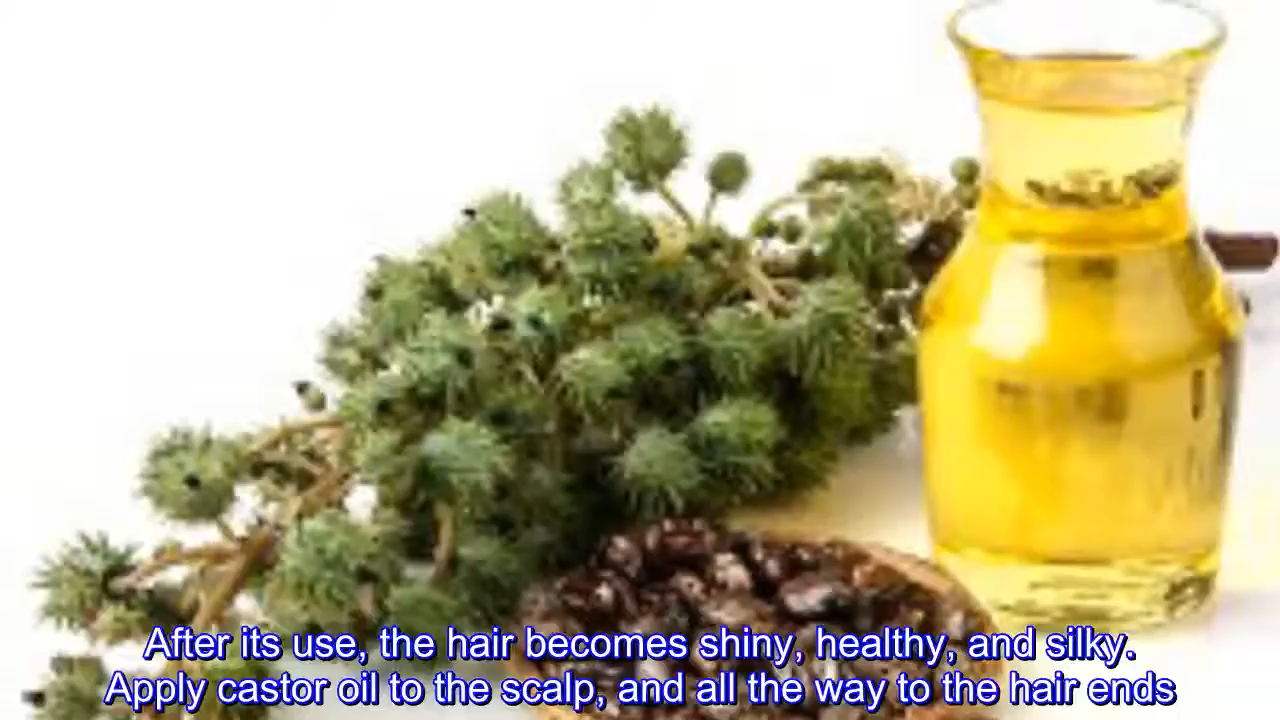 After its use, the hair becomes shiny, healthy, and silky.
Apply castor oil to the scalp, and all the way to the hair ends